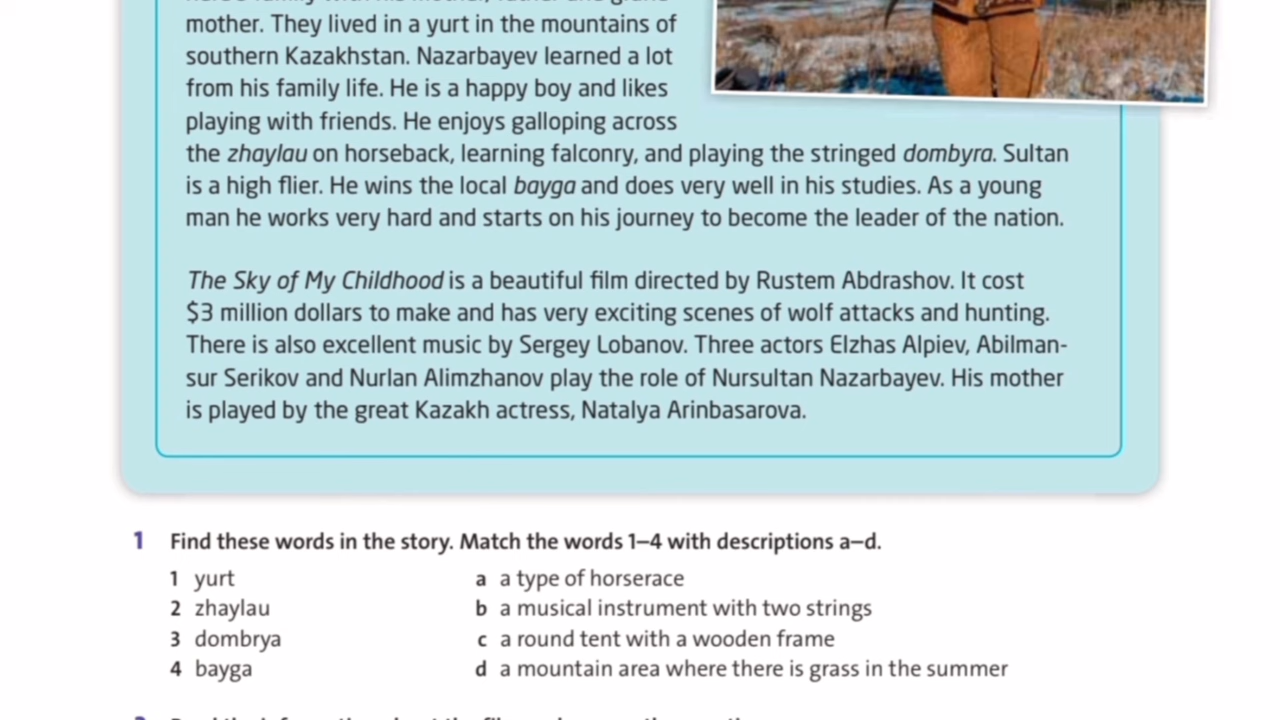 mother. They lived in a yurt in the mountains of
southern Kazakhstan. Nazarbayev learned a lot
from his family life. He is a happy boy and likes
playing with friends. He enjoys galloping across
the zhaylau on horseback, learning falconry, and playing the stringed dombyra. Sultan
is a high flier. He wins the local bayga and does very well in his studies. As a young
man he works very hard and starts on his journey to become the leader of the nation.
The Sky of My Childhood is a beautiful film directed by Rustem Abdrashov. It cost
$3 million dollars to make and has very exciting scenes of wolf attacks and hunting.
There is also excellent music by Sergey Lobanov. Three actors Elzhas Alpiev, Abilman-
sur Serikov and Nurlan Alimzhanov play the role of Nursultan Nazarbayev. His mother
is played by the great Kazakh actress, Natalya Arinbasarova.
1 Find these words in the story. Match the words 1–4 with descriptions a–d.
1 yurt a a type of horserace
2 zhaylau b a musical instrument with two strings
3 dombrya c a round tent with a wooden frame
4 bayga d a mountain area where there is grass in the summer